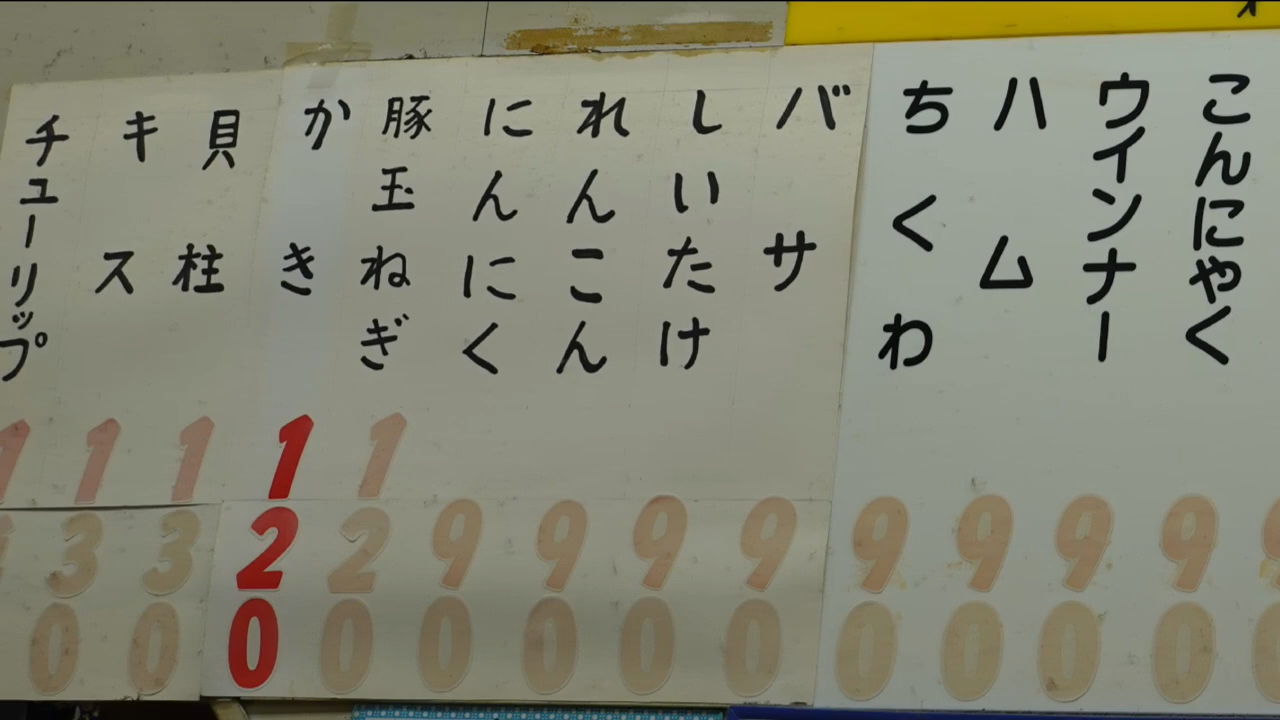 こんにゃく 90
ウインナー 90
ハム 90
ちくわ 90
バサ 90
しいたけ 90
れんこん 90
にんにく 90
豚玉ねぎ 120
かき 120
貝柱 130
キス 130
チューリップ 1